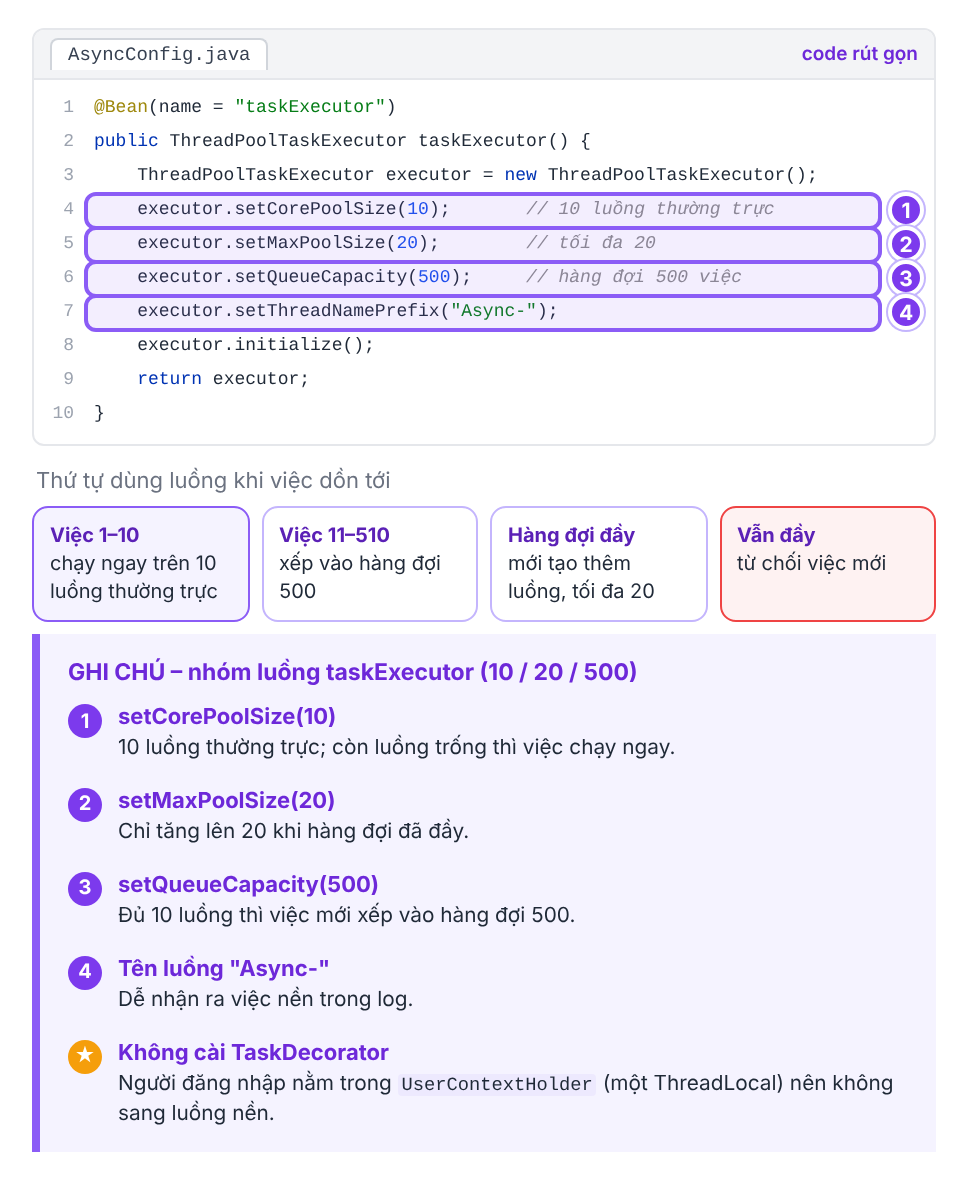 AsyncConfig.java
code rút gọn
1 @Bean(name = "taskExecutor")
2 public ThreadPoolTaskExecutor taskExecutor() {
3 ThreadPoolTaskExecutor executor = new ThreadPoolTaskExecutor();
4 executor.setCorePoolSize(10); // 10 luồng thường trực 1
5 executor.setMaxPoolSize(20); // tối đa 20 2
6 executor.setQueueCapacity(500); // hàng đợi 500 việc 3
7 executor.setThreadNamePrefix("Async-"); 4
8 executor.initialize();
9 return executor;
10 }
Thứ tự dùng luồng khi việc dồn tới
Việc 1–10
chạy ngay trên 10
luồng thường trực
Việc 11–510
xếp vào hàng đợi
500
Hàng đợi đầy
mới tạo thêm
luồng, tối đa 20
Vẫn đầy
từ chối việc mới
GHI CHÚ – nhóm luồng taskExecutor (10 / 20 / 500)
1 setCorePoolSize(10)
10 luồng thường trực; còn luồng trống thì việc chạy ngay.
2 setMaxPoolSize(20)
Chỉ tăng lên 20 khi hàng đợi đã đầy.
3 setQueueCapacity(500)
Đủ 10 luồng thì việc mới xếp vào hàng đợi 500.
4 Tên luồng "Async-"
Dễ nhận ra việc nền trong log.
★ Không cài TaskDecorator
Người đăng nhập nằm trong UserContextHolder (một ThreadLocal) nên không
sang luồng nền.